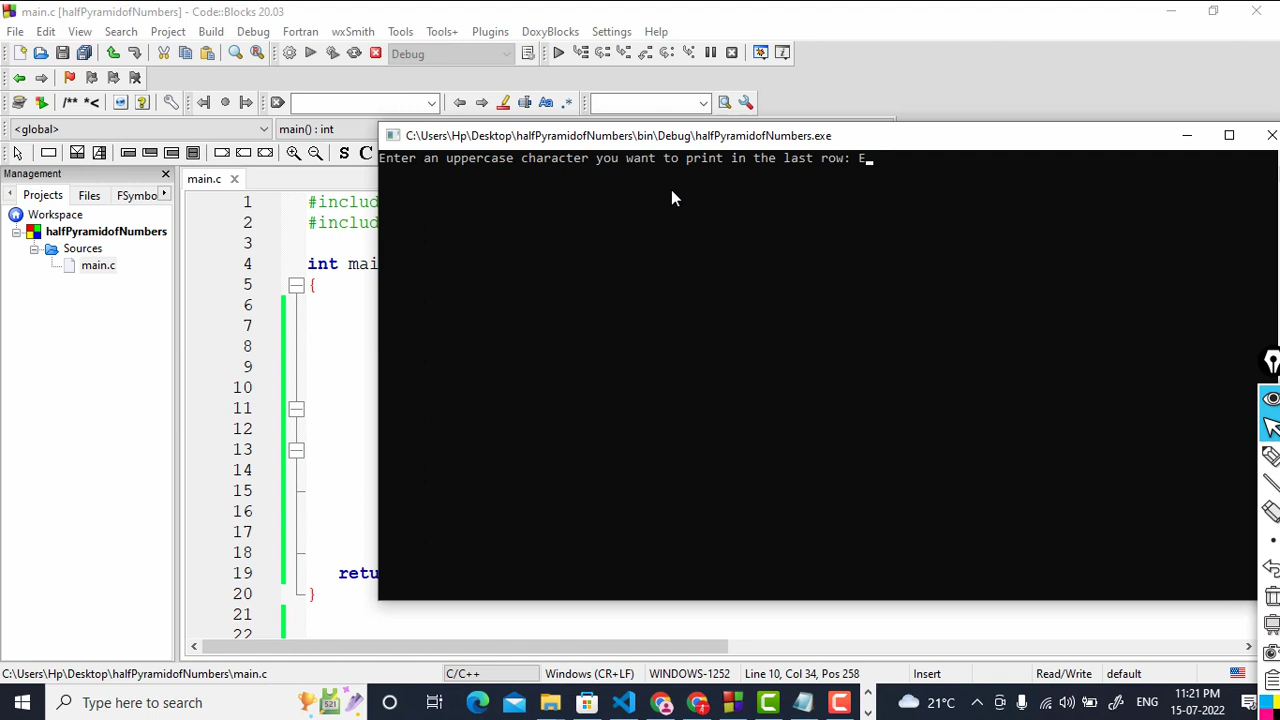 main.c [halfPyramidofNumbers] - Code::Blocks 20.03
File Edit View Search Project Build Debug Fortran wxSmith Tools Tools+ Plugins DoxyBlocks Settings Help
Debug
/** *<
<global> main() : int
S C
Management
Projects Files FSymbo
Workspace
halfPyramidofNumbers
Sources
main.c
main.c
C:\Users\Hp\Desktop\halfPyramidofNumbers\bin\Debug\halfPyramidofNumbers.exe
Enter an uppercase character you want to print in the last row: E
1 #includ
2 #includ
3
4 int mai
5 {
6
7
8
9
10
11
12
13
14
15
16
17
18
19 retu
20 }
21
22
C:\Users\Hp\Desktop\halfPyramidofNumbers\main.c C/C++ Windows (CR+LF) WINDOWS-1252 Line 10, Col 34, Pos 258 Insert Read/Write default
Type here to search
521
21°C
ENG
11:21 PM
15-07-2022